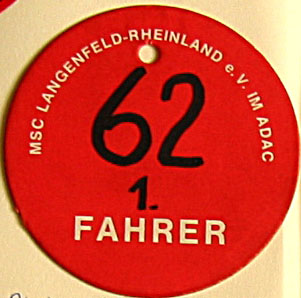 MSC LANGENFELD-RHEINLAND e. V. IM ADAC
62
1.
FAHRER